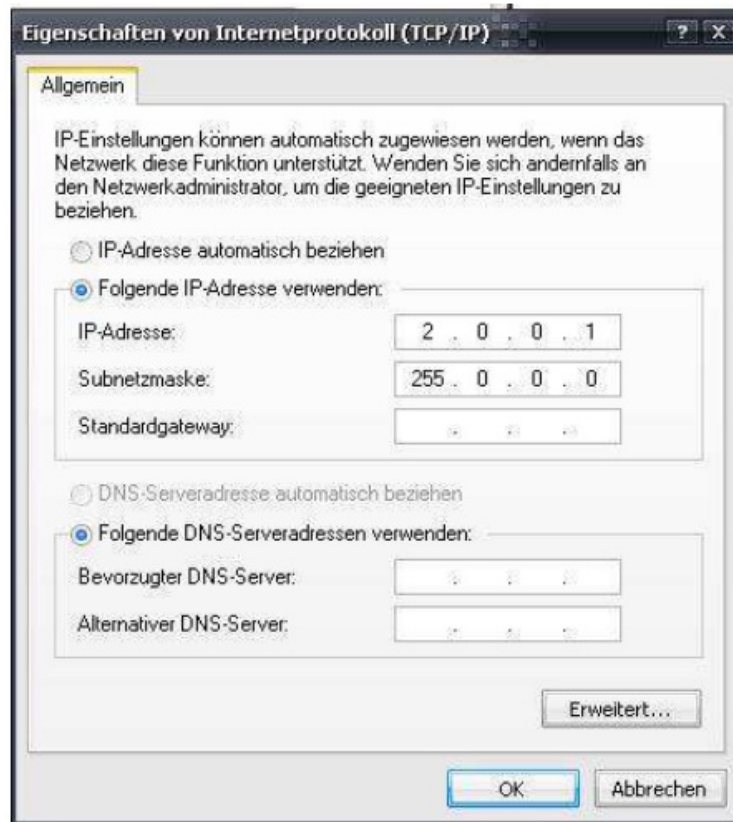 Eigenschaften von Internetprotokoll (TCP/IP)
Allgemein
IP-Einstellungen können automatisch zugewiesen werden, wenn das
Netzwerk diese Funktion unterstützt. Wenden Sie sich andernfalls an
den Netzwerkadministrator, um die geeigneten IP-Einstellungen zu
beziehen.
IP-Adresse automatisch beziehen
Folgende IP-Adresse verwenden:
IP-Adresse: 2 . 0 . 0 . 1
Subnetzmaske: 255 . 0 . 0 . 0
Standardgateway: . . .
DNS-Serveradresse automatisch beziehen
Folgende DNS-Serveradressen verwenden:
Bevorzugter DNS-Server: . . .
Alternativer DNS-Server: . . .
Erweitert...
OK Abbrechen